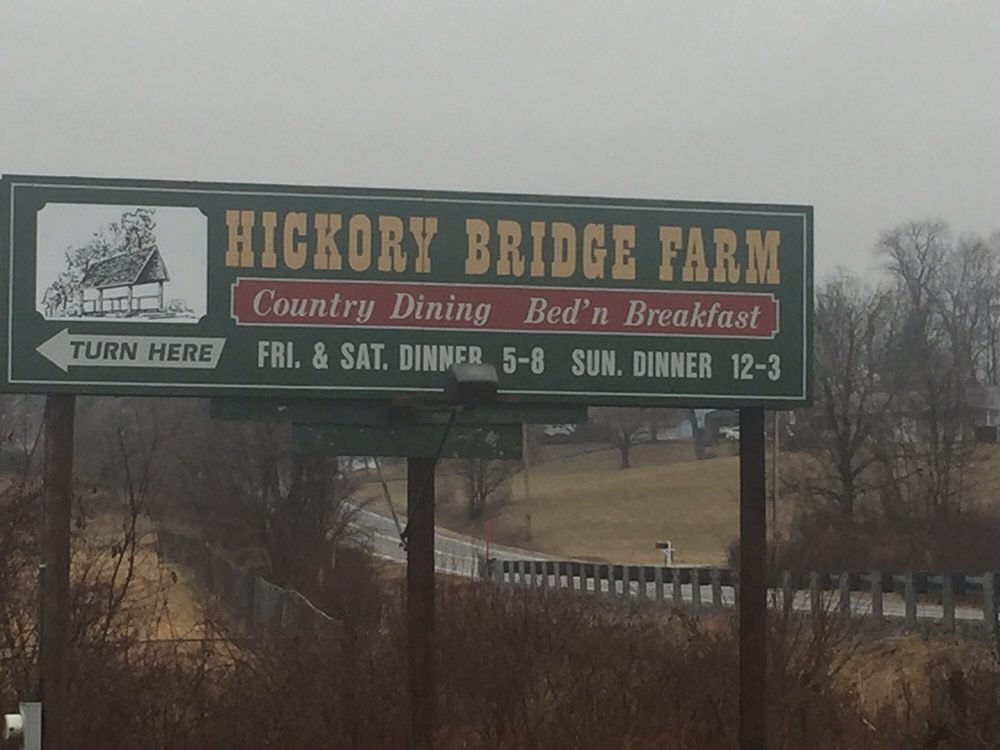 HICKORY BRIDGE FARM
Country Dining Bed'n Breakfast
TURN HERE
FRI. & SAT. DINNER 5-8 SUN. DINNER 12-3